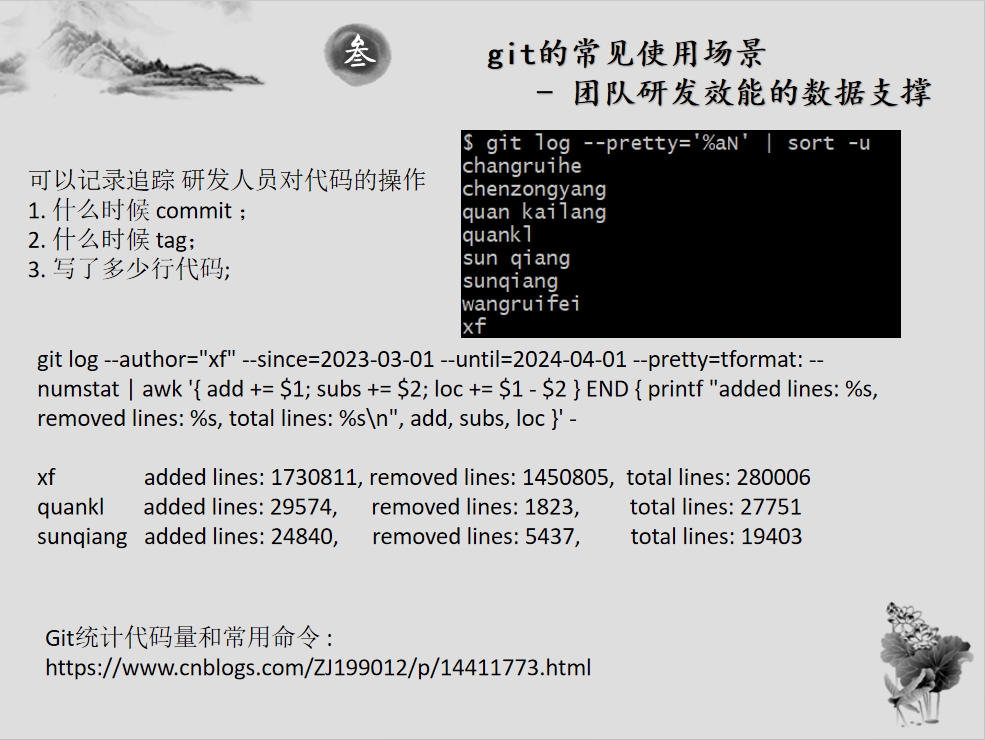 叁
git的常见使用场景
- 团队研发效能的数据支撑
可以记录追踪 研发人员对代码的操作
1. 什么时候 commit ;
2. 什么时候 tag;
3. 写了多少行代码;
$ git log --pretty='%aN' | sort -u
changruihe
chenzongyang
quan kailang
quankl
sun qiang
sunqiang
wangruifei
xf
git log --author="xf" --since=2023-03-01 --until=2024-04-01 --pretty=tformat: --
numstat | awk '{ add += $1; subs += $2; loc += $1 - $2 } END { printf "added lines: %s,
removed lines: %s, total lines: %s\n", add, subs, loc }' -
xf added lines: 1730811, removed lines: 1450805, total lines: 280006
quankl added lines: 29574, removed lines: 1823, total lines: 27751
sunqiang added lines: 24840, removed lines: 5437, total lines: 19403
Git统计代码量和常用命令 :
https://www.cnblogs.com/ZJ199012/p/14411773.html